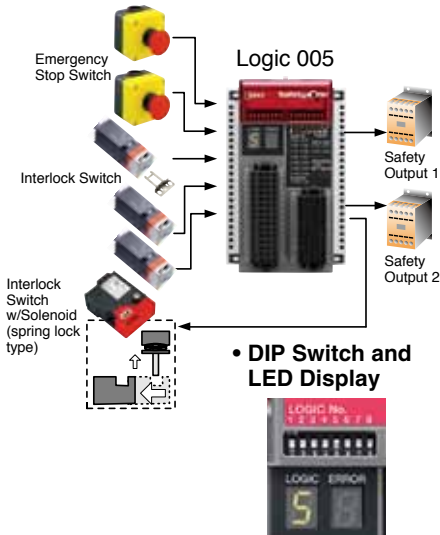 Emergency
Stop Switch
Logic 005
Safety
Output 1
Interlock Switch
Safety
Output 2
Interlock
Switch
w/Solenoid
(spring lock
type)
• DIP Switch and
LED Display
LOGIC No.
1 2 3 4 5 6 7 8
LOGIC ERROR
5